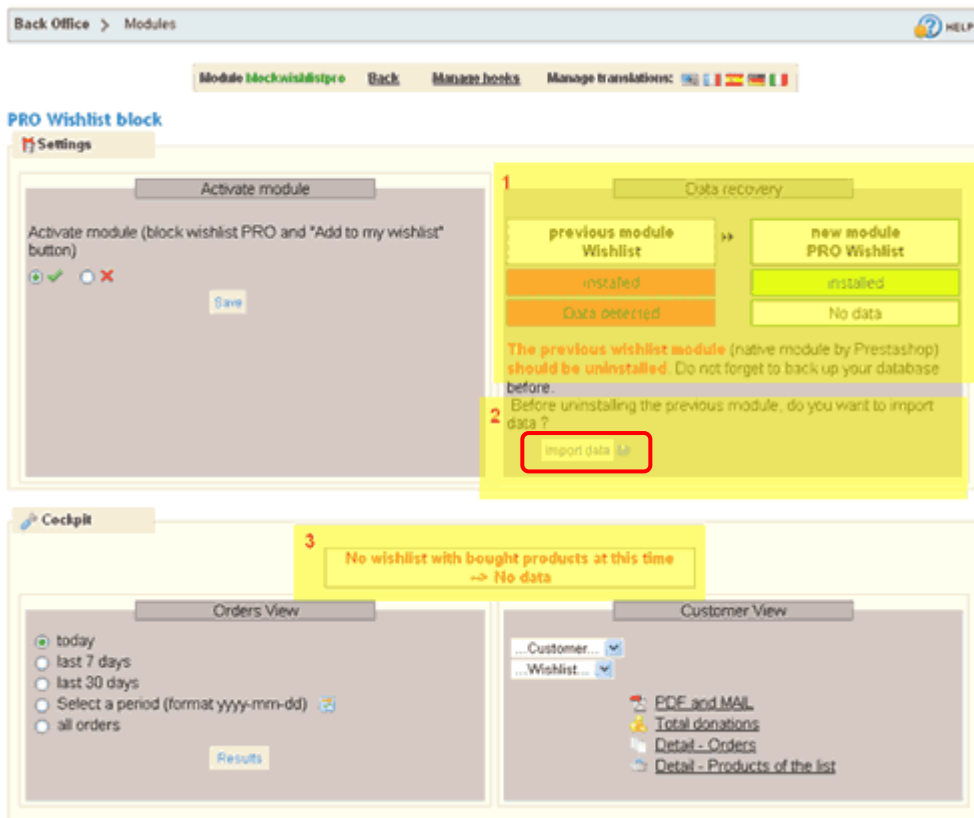 Back Office > Modules
HELP
Module blockwishlistpro Back Manage hooks Manage translations:
PRO Wishlist block
Settings
Activate module
Activate module (block wishlist PRO and "Add to my wishlist"
button)
Save
1
Data recovery
previous module
Wishlist
new module
PRO Wishlist
installed
installed
Data detected
No data
The previous wishlist module (native module by Prestashop)
should be uninstalled. Do not forget to back up your database
before.
2
Before uninstalling the previous module, do you want to import
data ?
Import data
Cockpit
3
No wishlist with bought products at this time
--> No data
Orders View
today
last 7 days
last 30 days
Select a period (format yyyy-mm-dd)
all orders
Results
Customer View
...Customer...
...Wishlist...
PDF and MAIL
Total donations
Detail - Orders
Detail - Products of the list